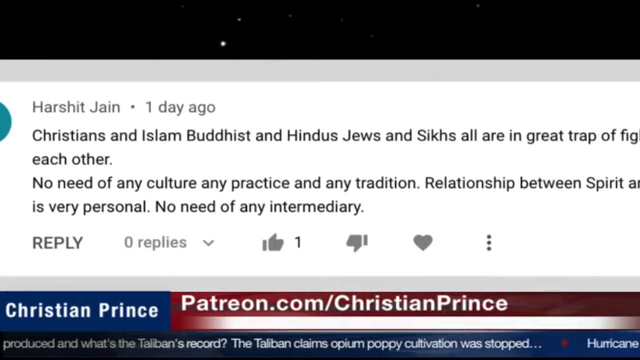 Harshit Jain • 1 day ago
Christians and Islam Buddhist and Hindus Jews and Sikhs all are in great trap of
each other.
No need of any culture any practice and any tradition. Relationship between Spirit
is very personal. No need of any intermediary.
REPLY 0 replies 1
Christian Prince Patreon.com/ChristianPrince
produced and what's the Taliban's record? The Taliban claims opium poppy cultivation was stopped... Hurricane